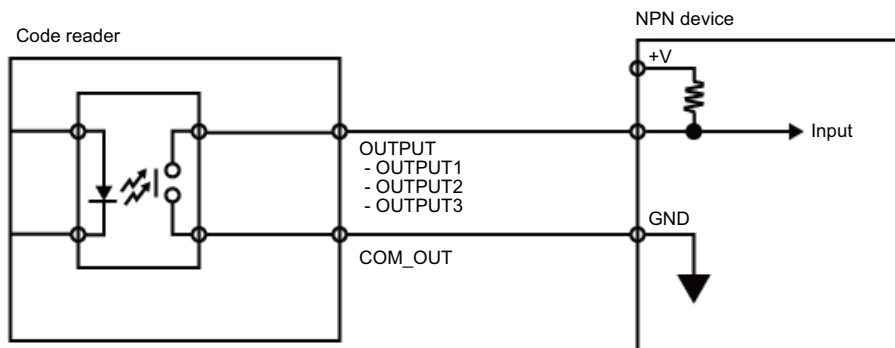 NPN device
Code reader
+V
Input
OUTPUT
- OUTPUT1
- OUTPUT2
- OUTPUT3
GND
COM_OUT